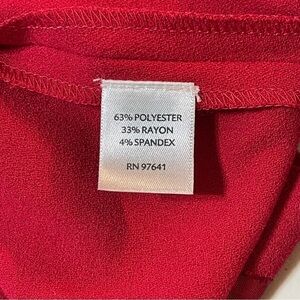 63% POLYESTER
33% RAYON
4% SPANDEX
RN 97641